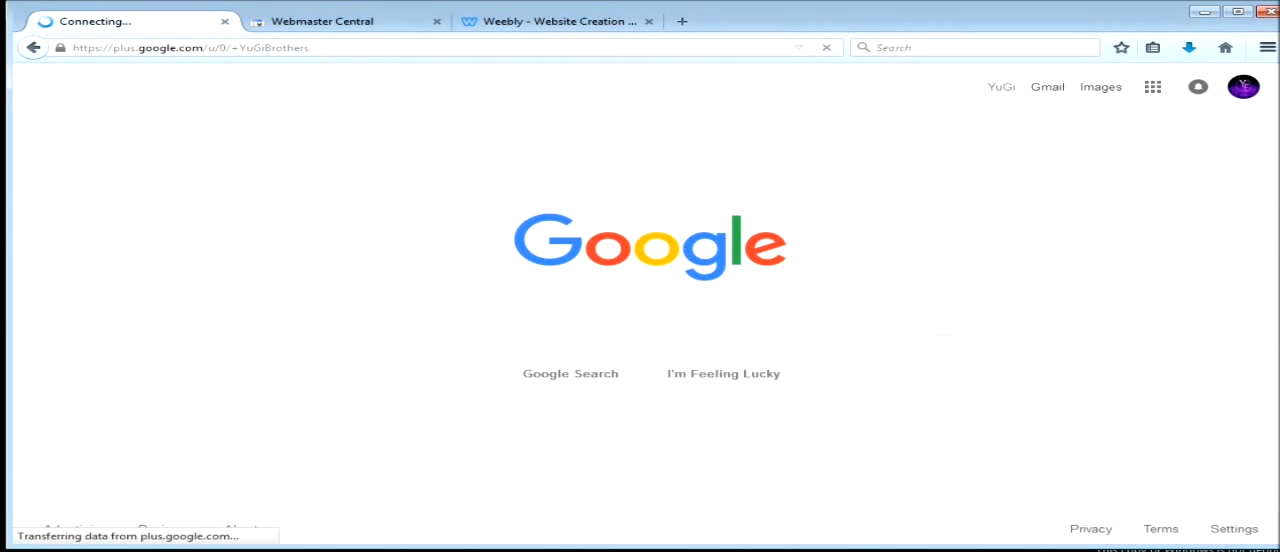 Connecting...
Webmaster Central
Weebly - Website Creation ...
https://plus.google.com/u/0/+YuGiBrothers
Search
YuGi
Gmail
Images
Google
Google Search
I'm Feeling Lucky
Transferring data from plus.google.com...
Privacy
Terms
Settings